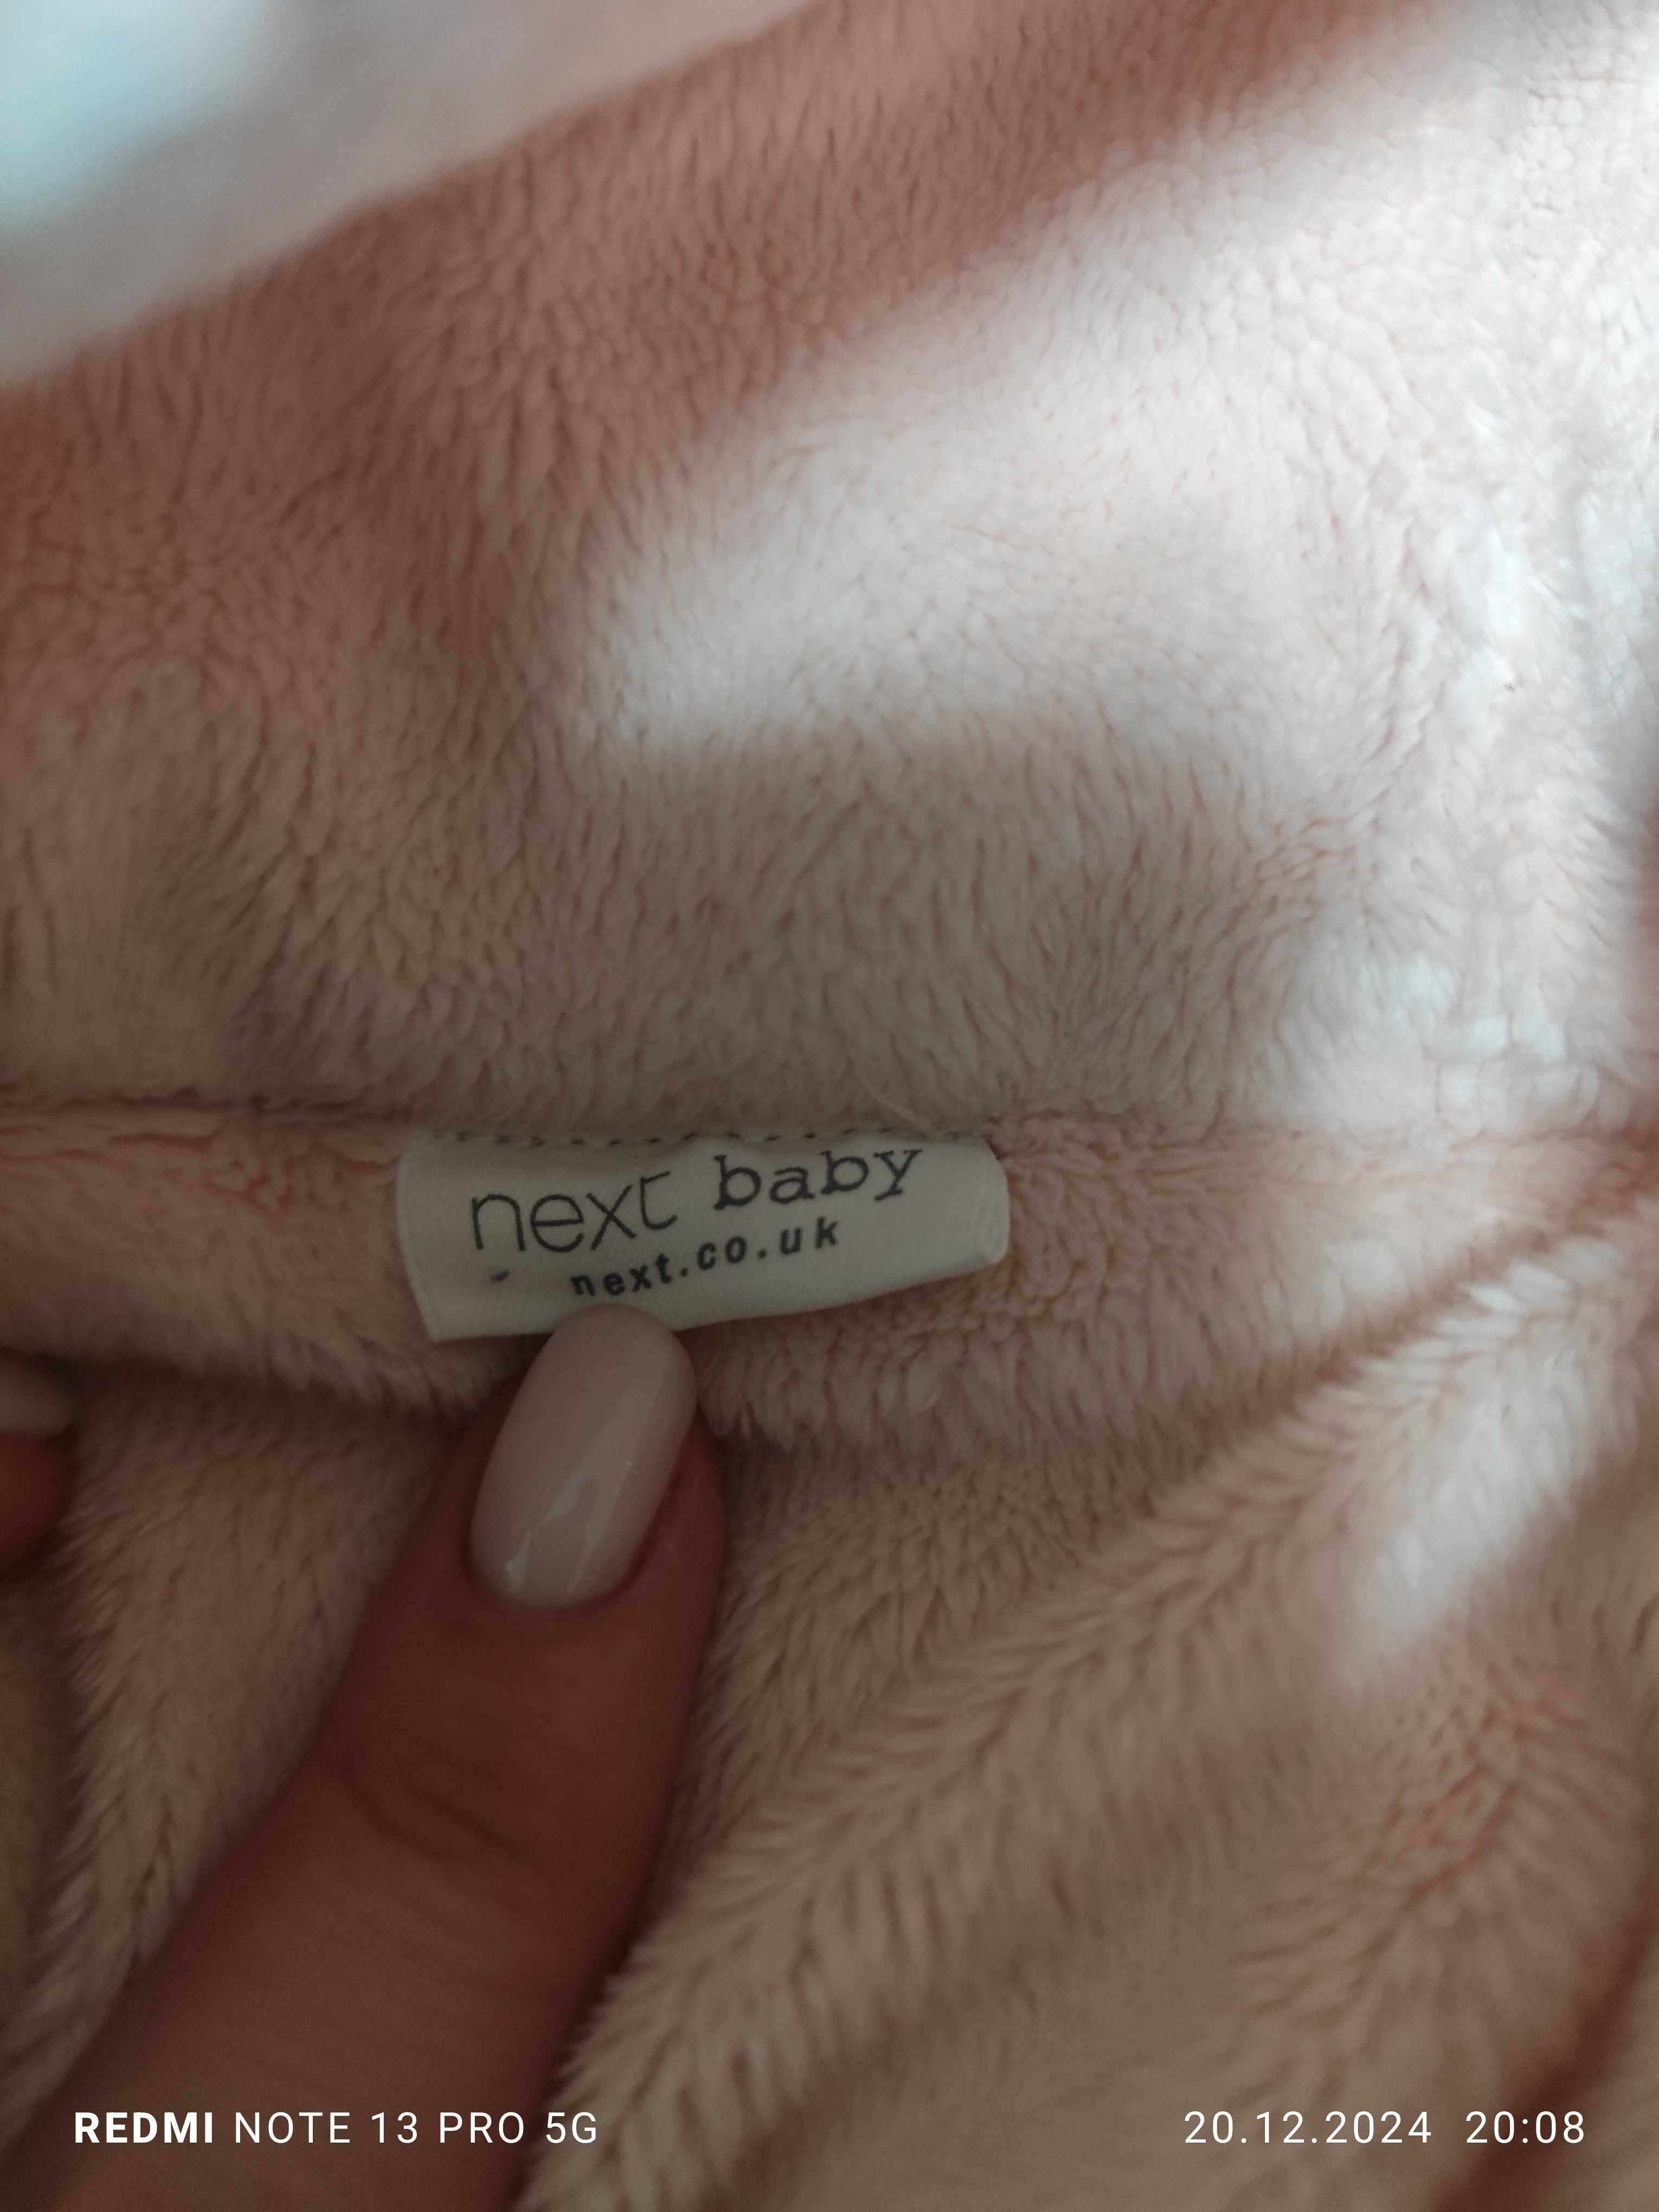 next baby
next.co.uk
REDMI NOTE 13 PRO 5G
20.12.2024 20:08